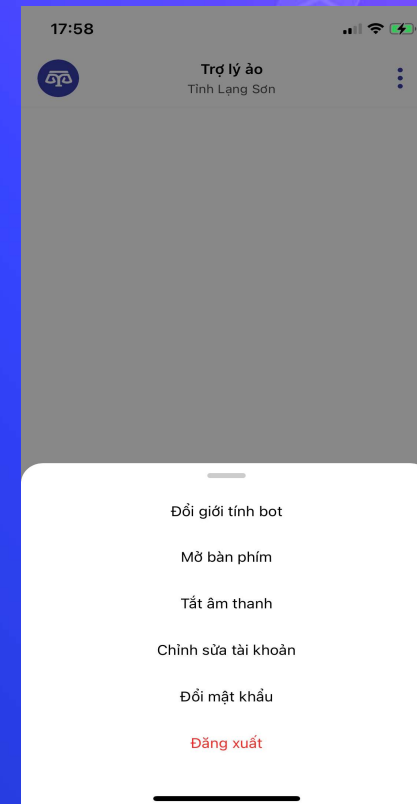 17:58
Trợ lý ảo
Tỉnh Lạng Sơn
Đổi giới tính bot
Mở bàn phím
Tắt âm thanh
Chỉnh sửa tài khoản
Đổi mật khẩu
Đăng xuất